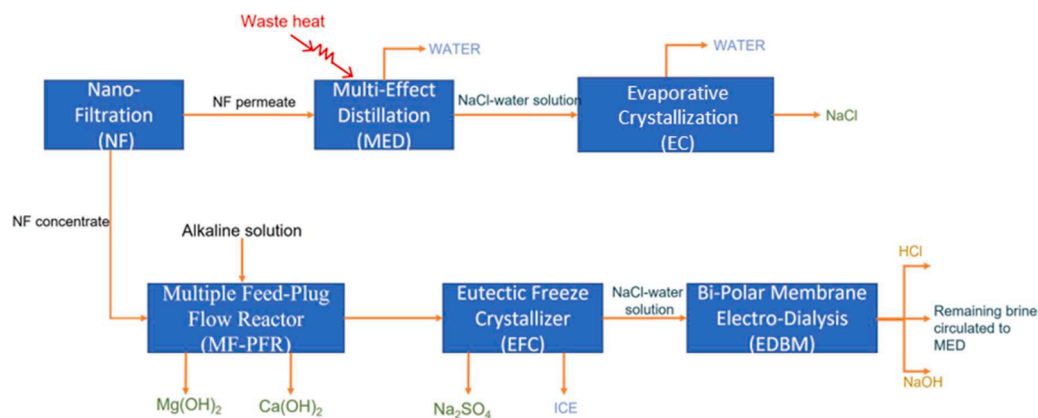 Waste heat
WATER
WATER
Nano-
Filtration
(NF)
NF permeate
Multi-Effect
Distillation
(MED)
NaCl-water solution
Evaporative
Crystallization
(EC)
NaCl
NF concentrate
Alkaline solution
Multiple Feed-Plug
Flow Reactor
(MF-PFR)
Eutectic Freeze
Crystallizer
(EFC)
NaCl-water
solution
Bi-Polar Membrane
Electro-Dialysis
(EDBM)
HCl
Remaining brine
circulated to
MED
NaOH
Mg(OH)₂
Ca(OH)₂
Na₂SO₄
ICE